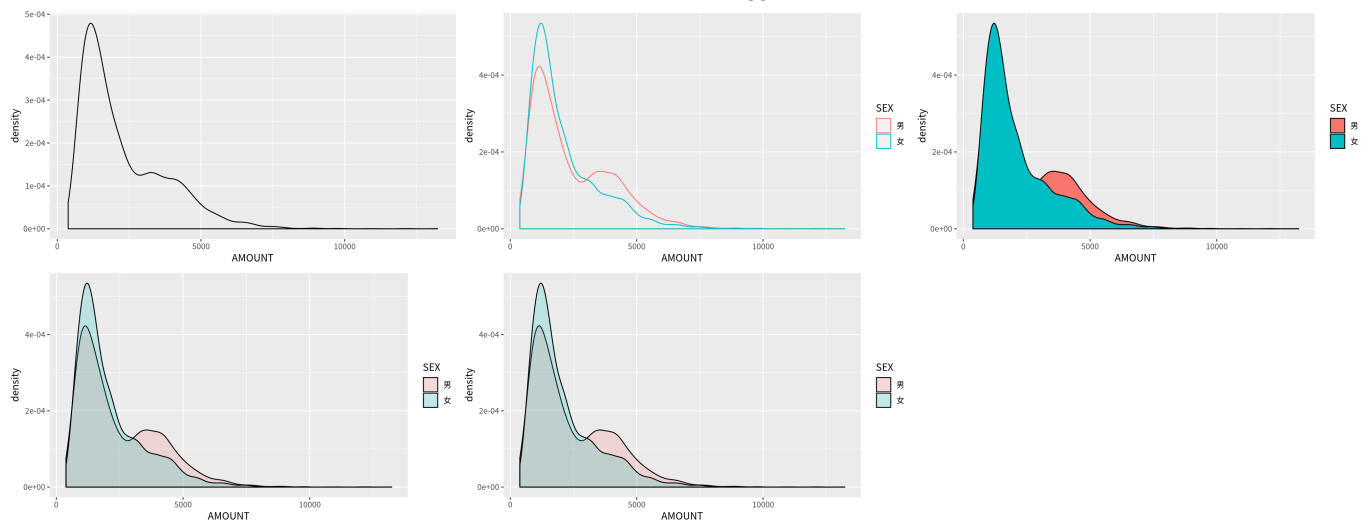 5e-04
4e-04
3e-04
2e-04
1e-04
0e+00
density
0 5000 10000
AMOUNT
4e-04
2e-04
0e+00
density
0 5000 10000
AMOUNT
SEX
男
女
4e-04
2e-04
0e+00
density
0 5000 10000
AMOUNT
SEX
男
女
4e-04
2e-04
0e+00
density
0 5000 10000
AMOUNT
SEX
男
女
4e-04
2e-04
0e+00
density
0 5000 10000
AMOUNT
SEX
男
女